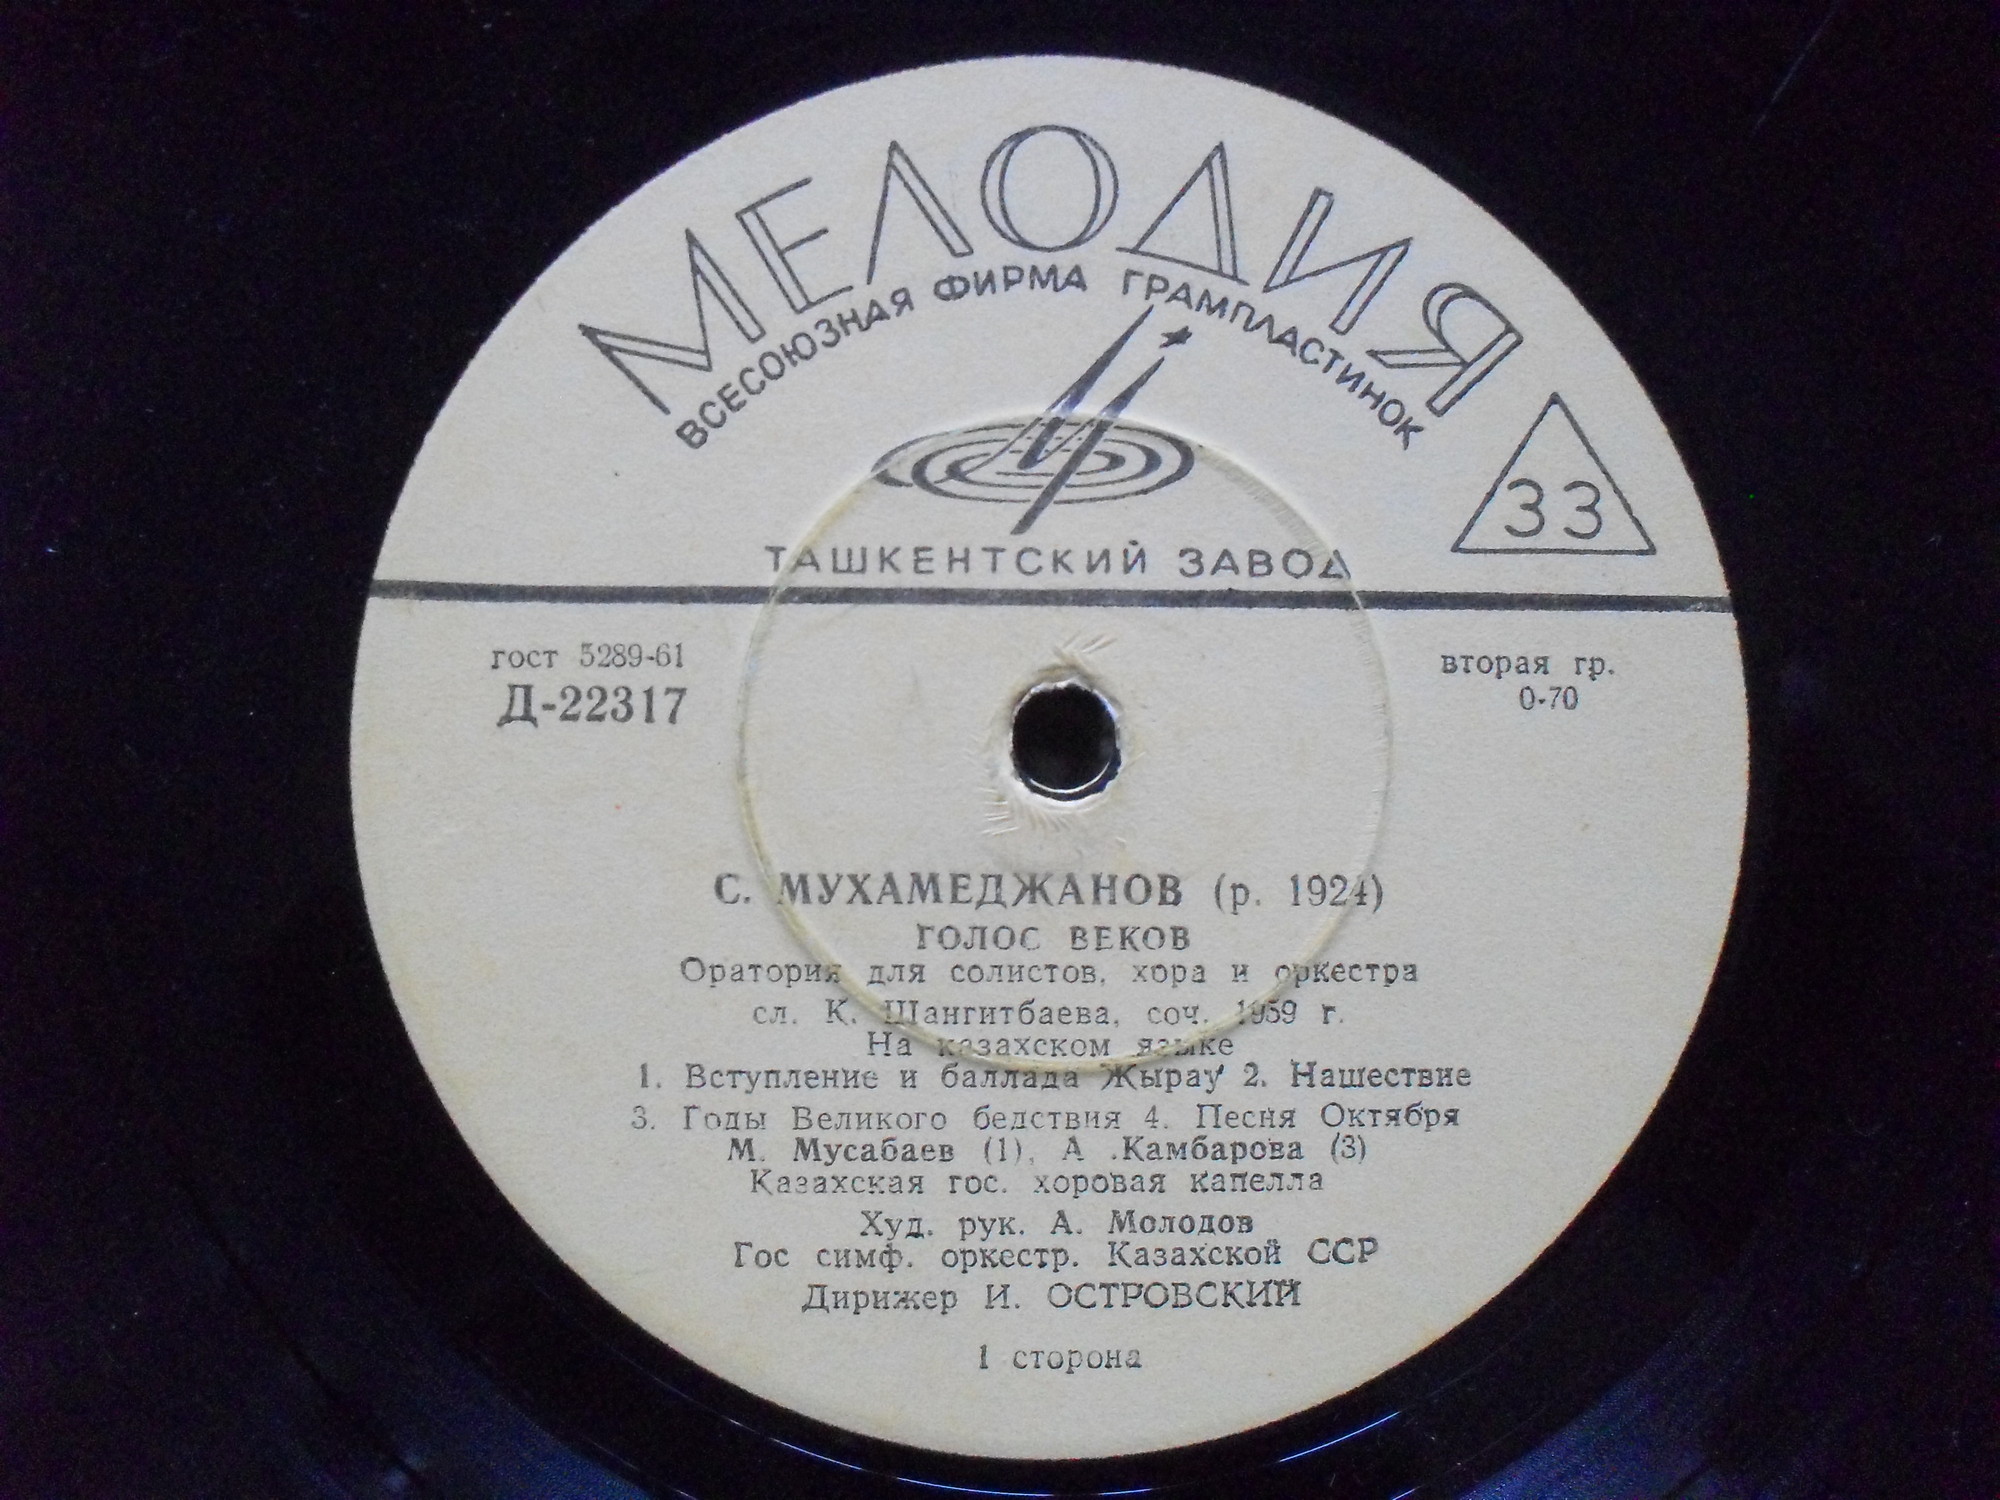 МЕЛОДИЯ
ВСЕСОЮЗНАЯ ФИРМА ГРАМПЛАСТИНОК
33
ТАШКЕНТСКИЙ ЗАВОД
гост 5289-61
Д-22317
вторая гр.
0-70
С. МУХАМЕДЖАНОВ (р. 1924)
ГОЛОС ВЕКОВ
Оратория для солистов, хора и оркестра
сл. К. Шангитбаева, соч. 1959 г.
На казахском языке
1. Вступление и баллада Жырау 2. Нашествие
3. Годы Великого бедствия 4. Песня Октября
М. Мусабаев (1), А .Камбарова (3)
Казахская гос. хоровая капелла
Худ. рук. А. Молодов
Гос симф. оркестр. Казахской ССР
Дирижер И. ОСТРОВСКИЙ
1 сторона